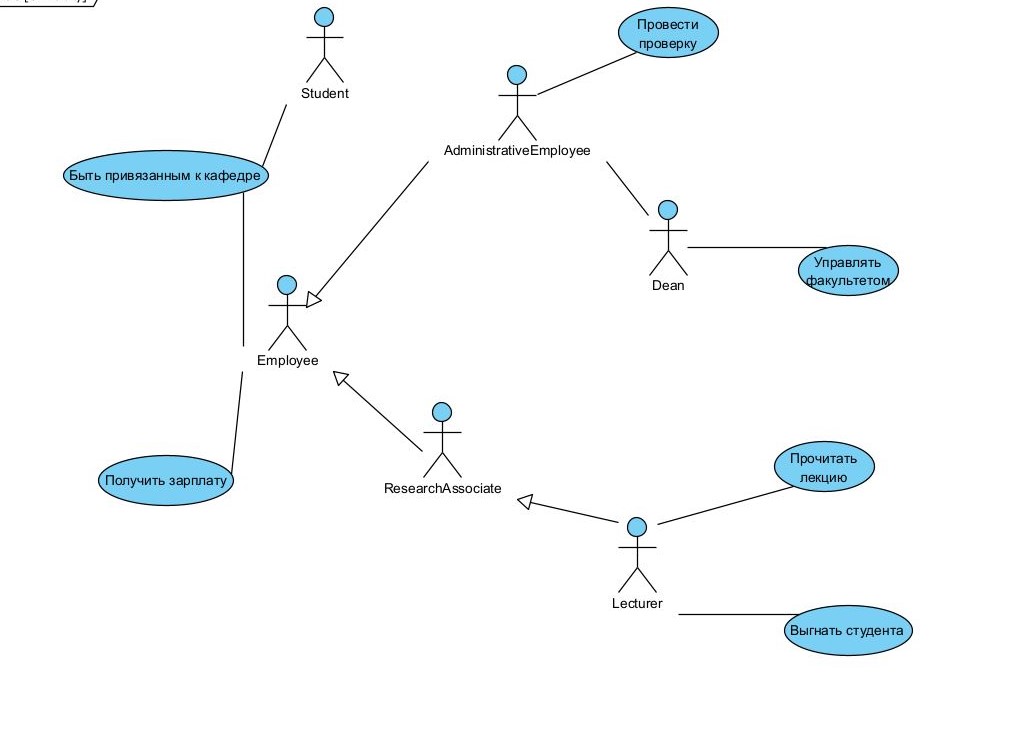 Student
Провести
проверку
AdministrativeEmployee
Быть привязанным к кафедре
Dean
Управлять
факультетом
Employee
Получить зарплату
ResearchAssociate
Прочитать
лекцию
Lecturer
Выгнать студента